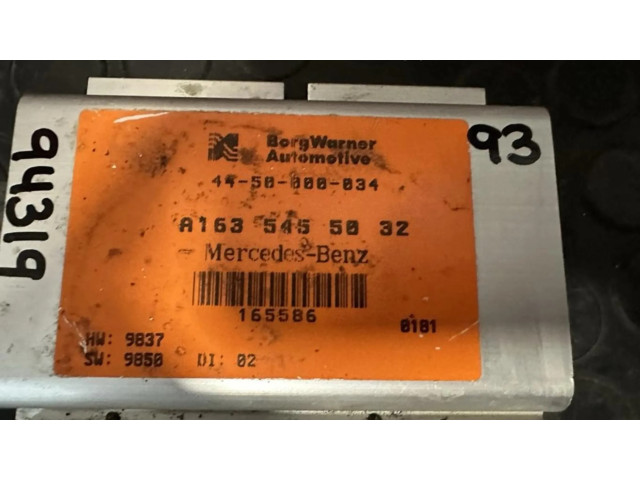 BorgWarner
Automotive
44-50-000-034
A163 545 50 32
Mercedes-Benz
165586
0181
HW: 9837
SW: 9850 DI: 02
93
94319